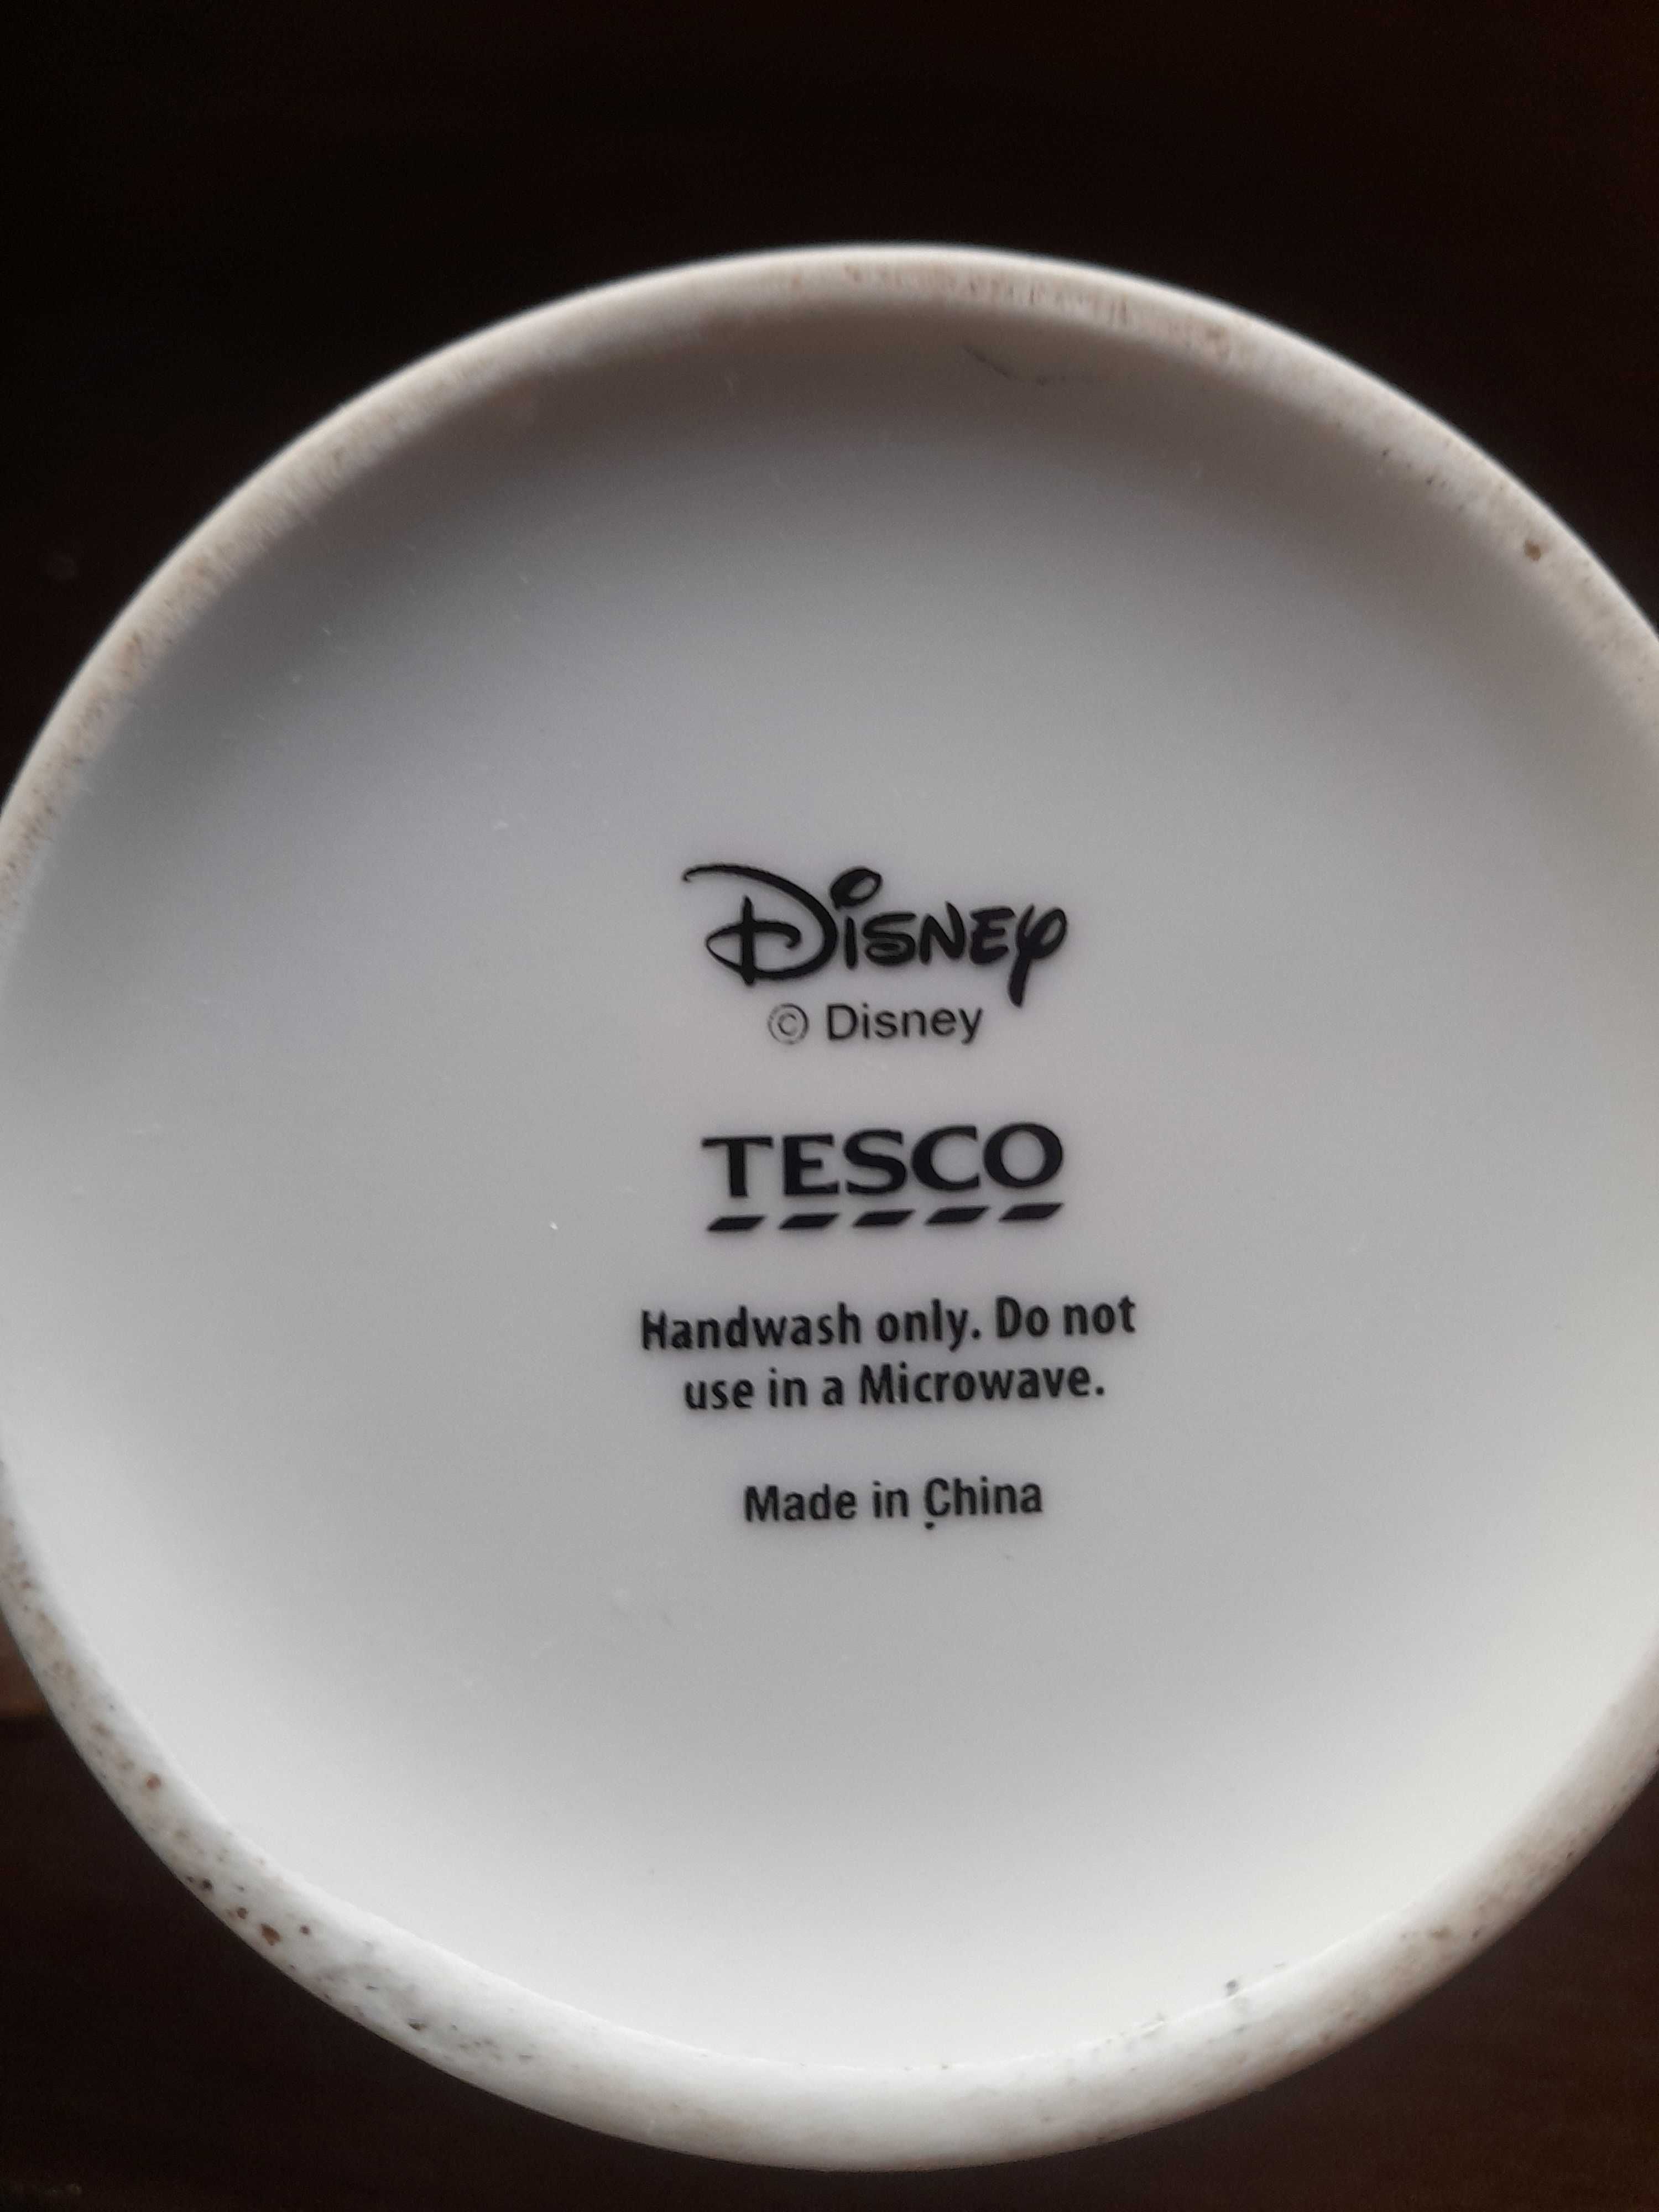 Disney
© Disney
TESCO
Handwash only. Do not
use in a Microwave.
Made in China